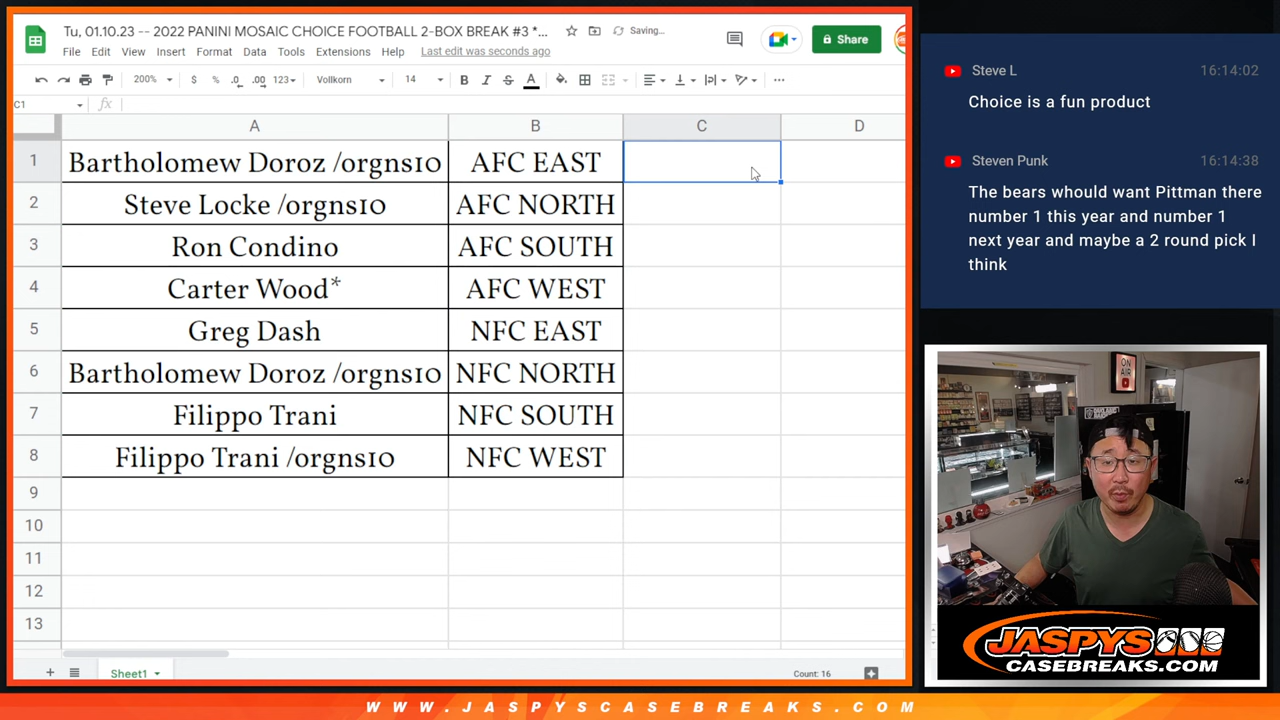 Tu, 01.10.23 -- 2022 PANINI MOSAIC CHOICE FOOTBALL 2-BOX BREAK #3 *...
Saving...
Share
File Edit View Insert Format Data Tools Extensions Help Last edit was seconds ago
200% $ % .0 .00 123 Vollkorn 14 B I S A
C1 fx
A B C D
1 Bartholomew Doroz /orgns10 AFC EAST
2 Steve Locke /orgns10 AFC NORTH
3 Ron Condino AFC SOUTH
4 Carter Wood* AFC WEST
5 Greg Dash NFC EAST
6 Bartholomew Doroz /orgns10 NFC NORTH
7 Filippo Trani NFC SOUTH
8 Filippo Trani /orgns10 NFC WEST
9
10
11
12
13
Sheet1
Count: 16
Steve L 16:14:02
Choice is a fun product
Steven Punk 16:14:38
The bears whould want Pittman there
number 1 this year and number 1
next year and maybe a 2 round pick I
think
ON
AIR
JASPYS
CASEBREAKS.COM
WWW.JASPYSCASEBREAKS.COM